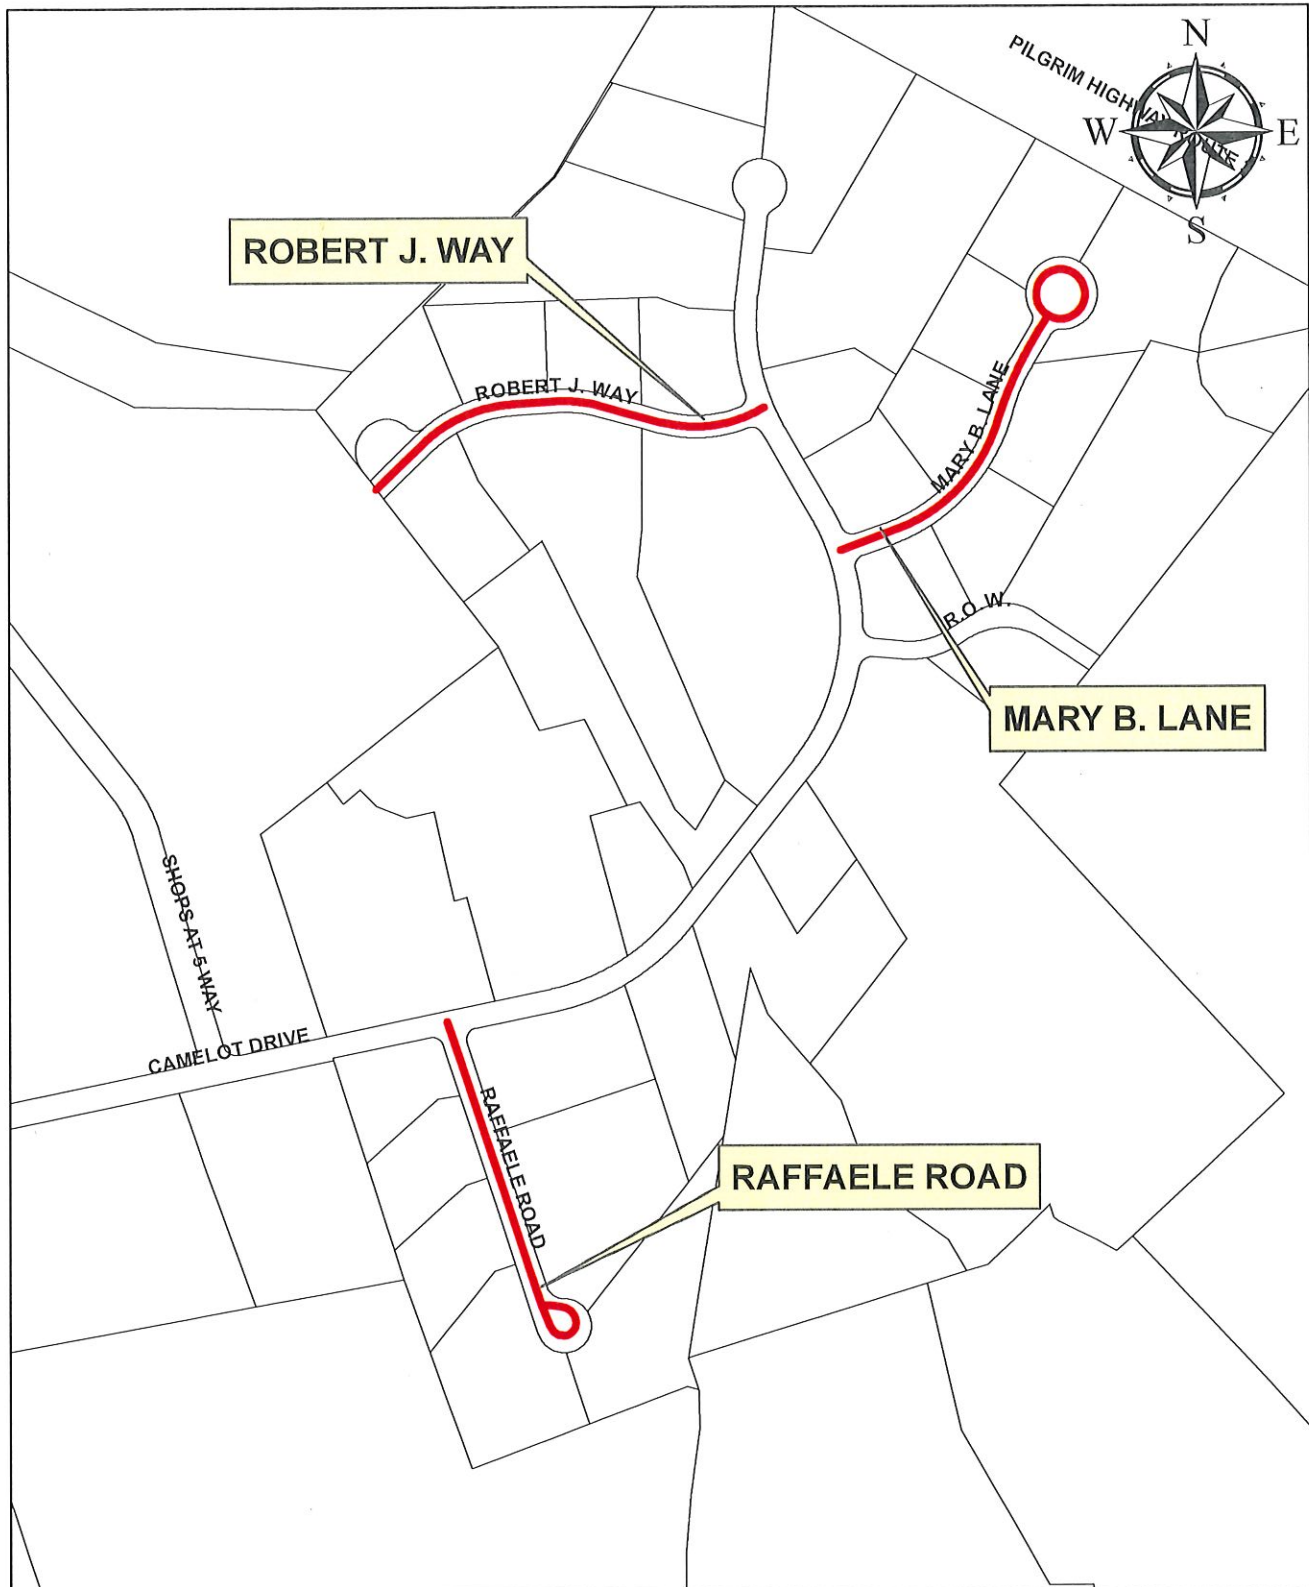 N
PILGRIM HIGHWAY ROUTE
W
E
S
ROBERT J. WAY
ROBERT J. WAY
MARY B. LANE
R.O.W.
MARY B. LANE
SHOPS AT 5 WAY
CAMELOT DRIVE
RAFFAELE ROAD
RAFFAELE ROAD